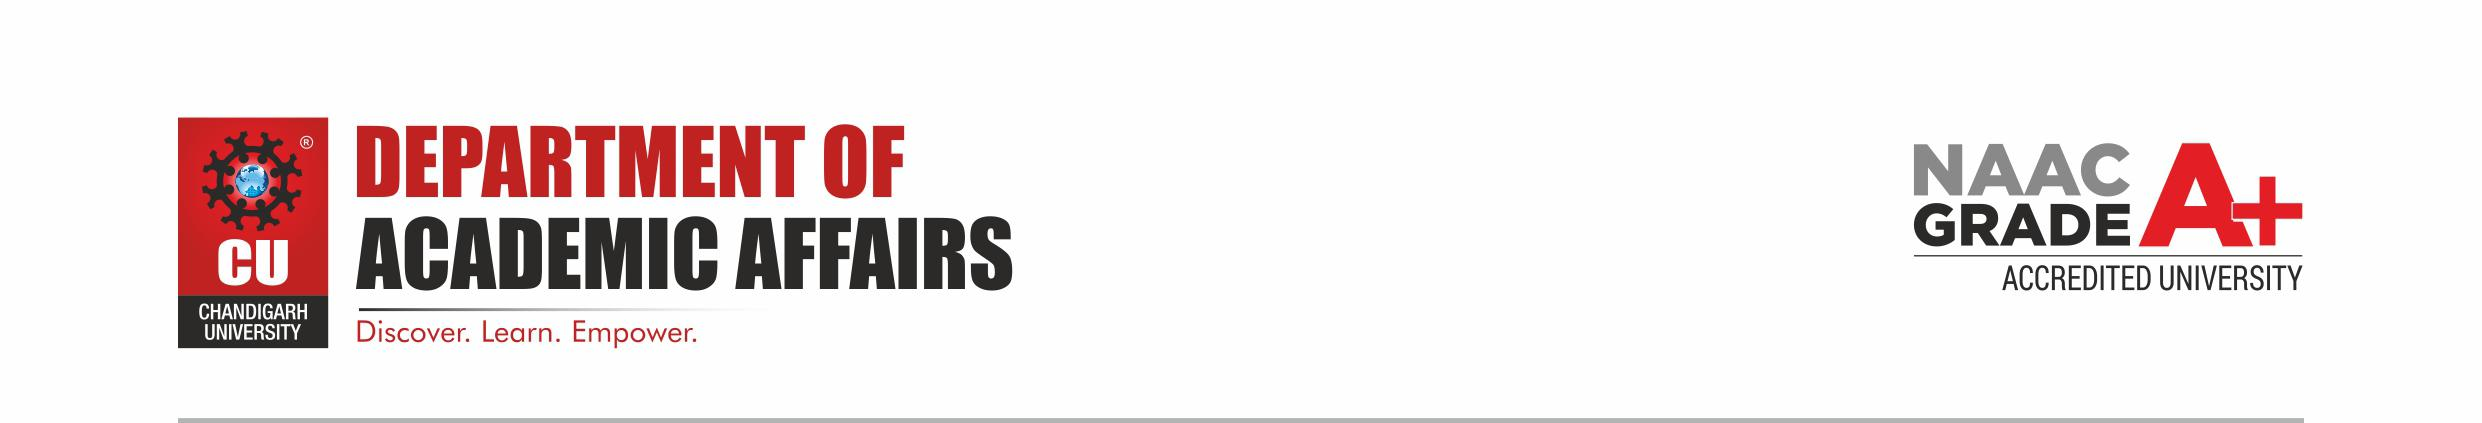 ®
CU
CHANDIGARH
UNIVERSITY
DEPARTMENT OF
ACADEMIC AFFAIRS
Discover. Learn. Empower.
NAAC
GRADE A+
ACCREDITED UNIVERSITY